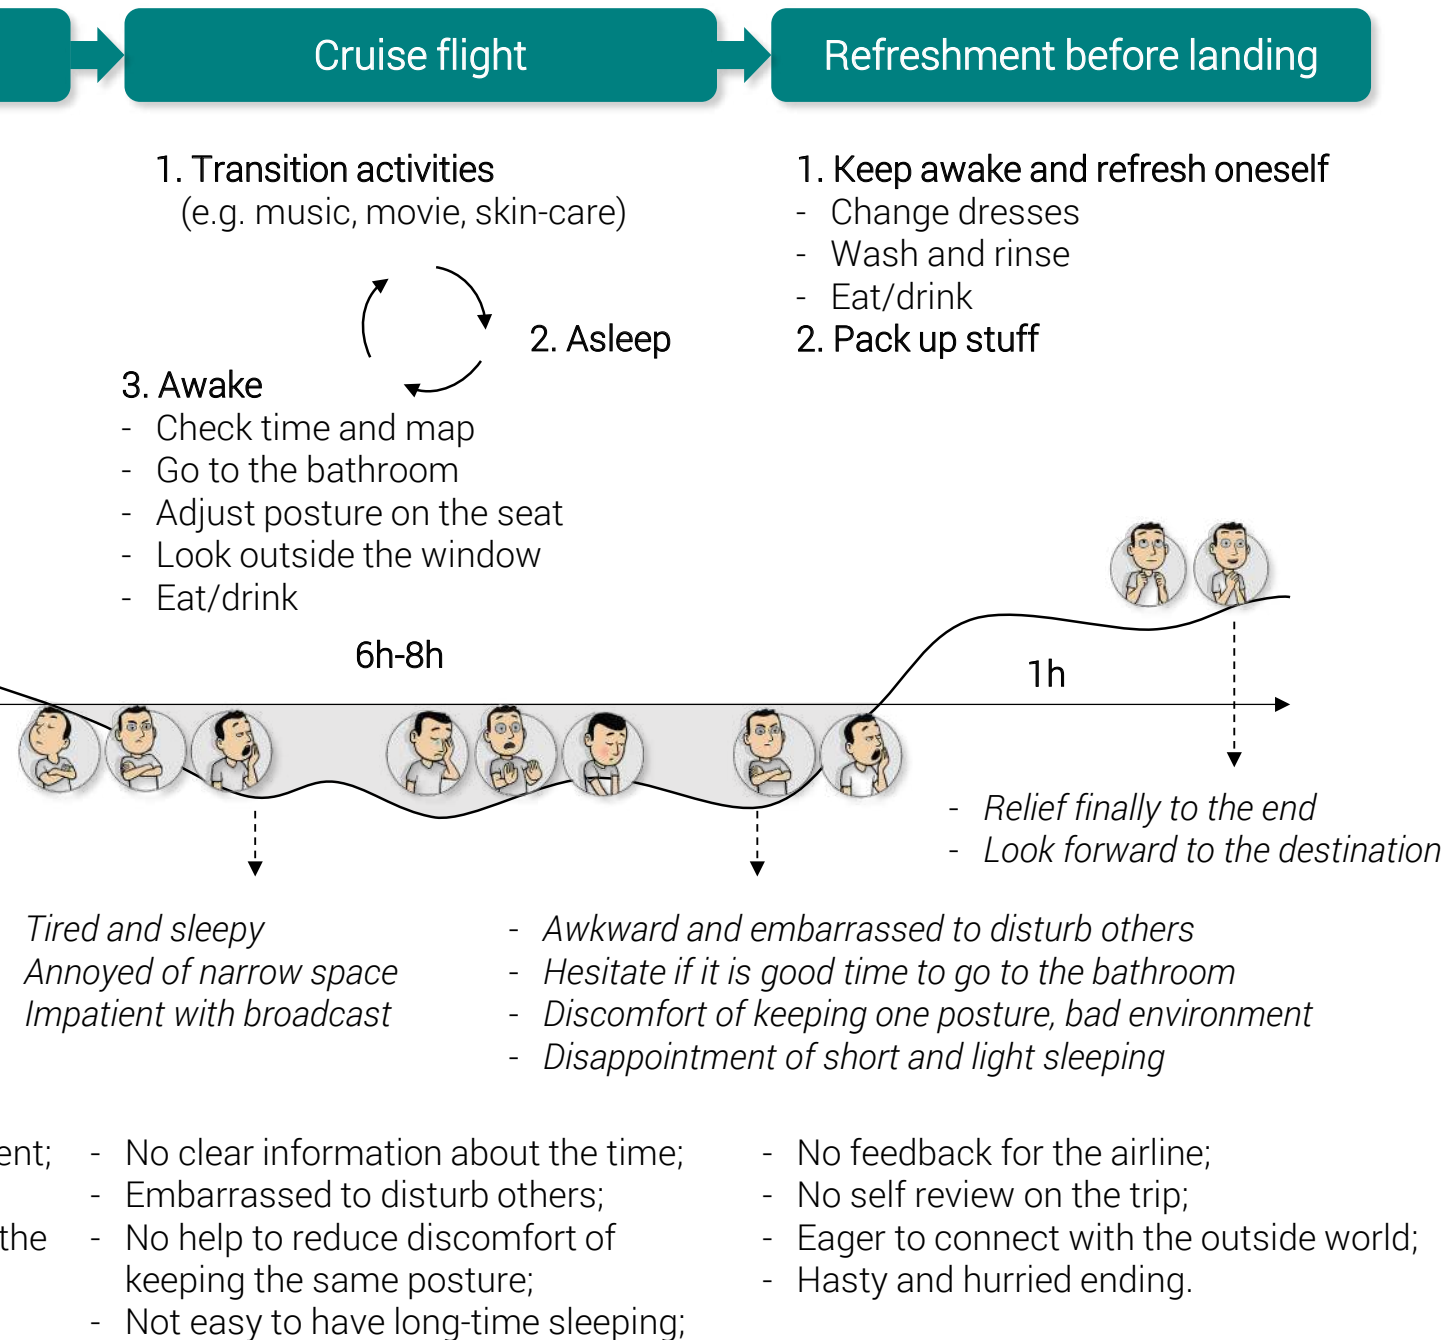 Cruise flight
Refreshment before landing
1. Transition activities
(e.g. music, movie, skin-care)
2. Asleep
3. Awake
- Check time and map
- Go to the bathroom
- Adjust posture on the seat
- Look outside the window
- Eat/drink
1. Keep awake and refresh oneself
- Change dresses
- Wash and rinse
- Eat/drink
2. Pack up stuff
6h-8h
1h
Tired and sleepy
Annoyed of narrow space
Impatient with broadcast
- Awkward and embarrassed to disturb others
- Hesitate if it is good time to go to the bathroom
- Discomfort of keeping one posture, bad environment
- Disappointment of short and light sleeping
- Relief finally to the end
- Look forward to the destination
ent;
the
- No clear information about the time;
- Embarrassed to disturb others;
- No help to reduce discomfort of
keeping the same posture;
- Not easy to have long-time sleeping;
- No feedback for the airline;
- No self review on the trip;
- Eager to connect with the outside world;
- Hasty and hurried ending.